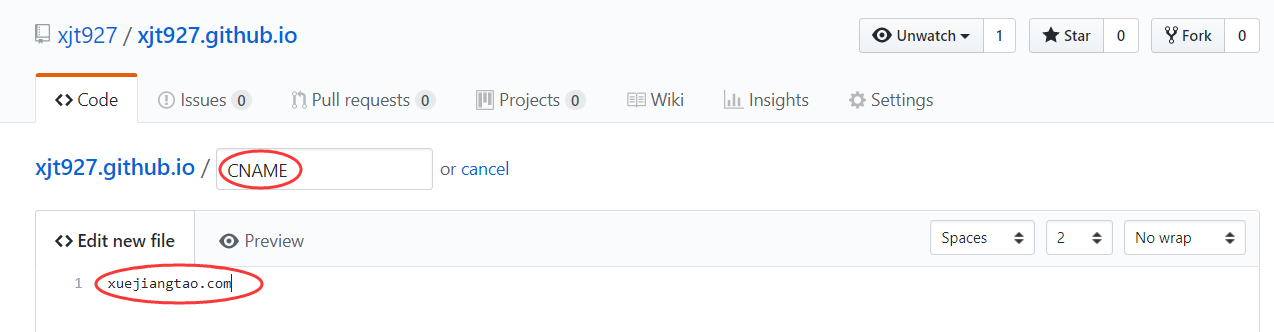 xjt927 / xjt927.github.io Unwatch 1 Star 0 Fork 0
Code Issues 0 Pull requests 0 Projects 0 Wiki Insights Settings
xjt927.github.io / CNAME or cancel
Edit new file Preview Spaces 2 No wrap
1 xuejiangtao.com